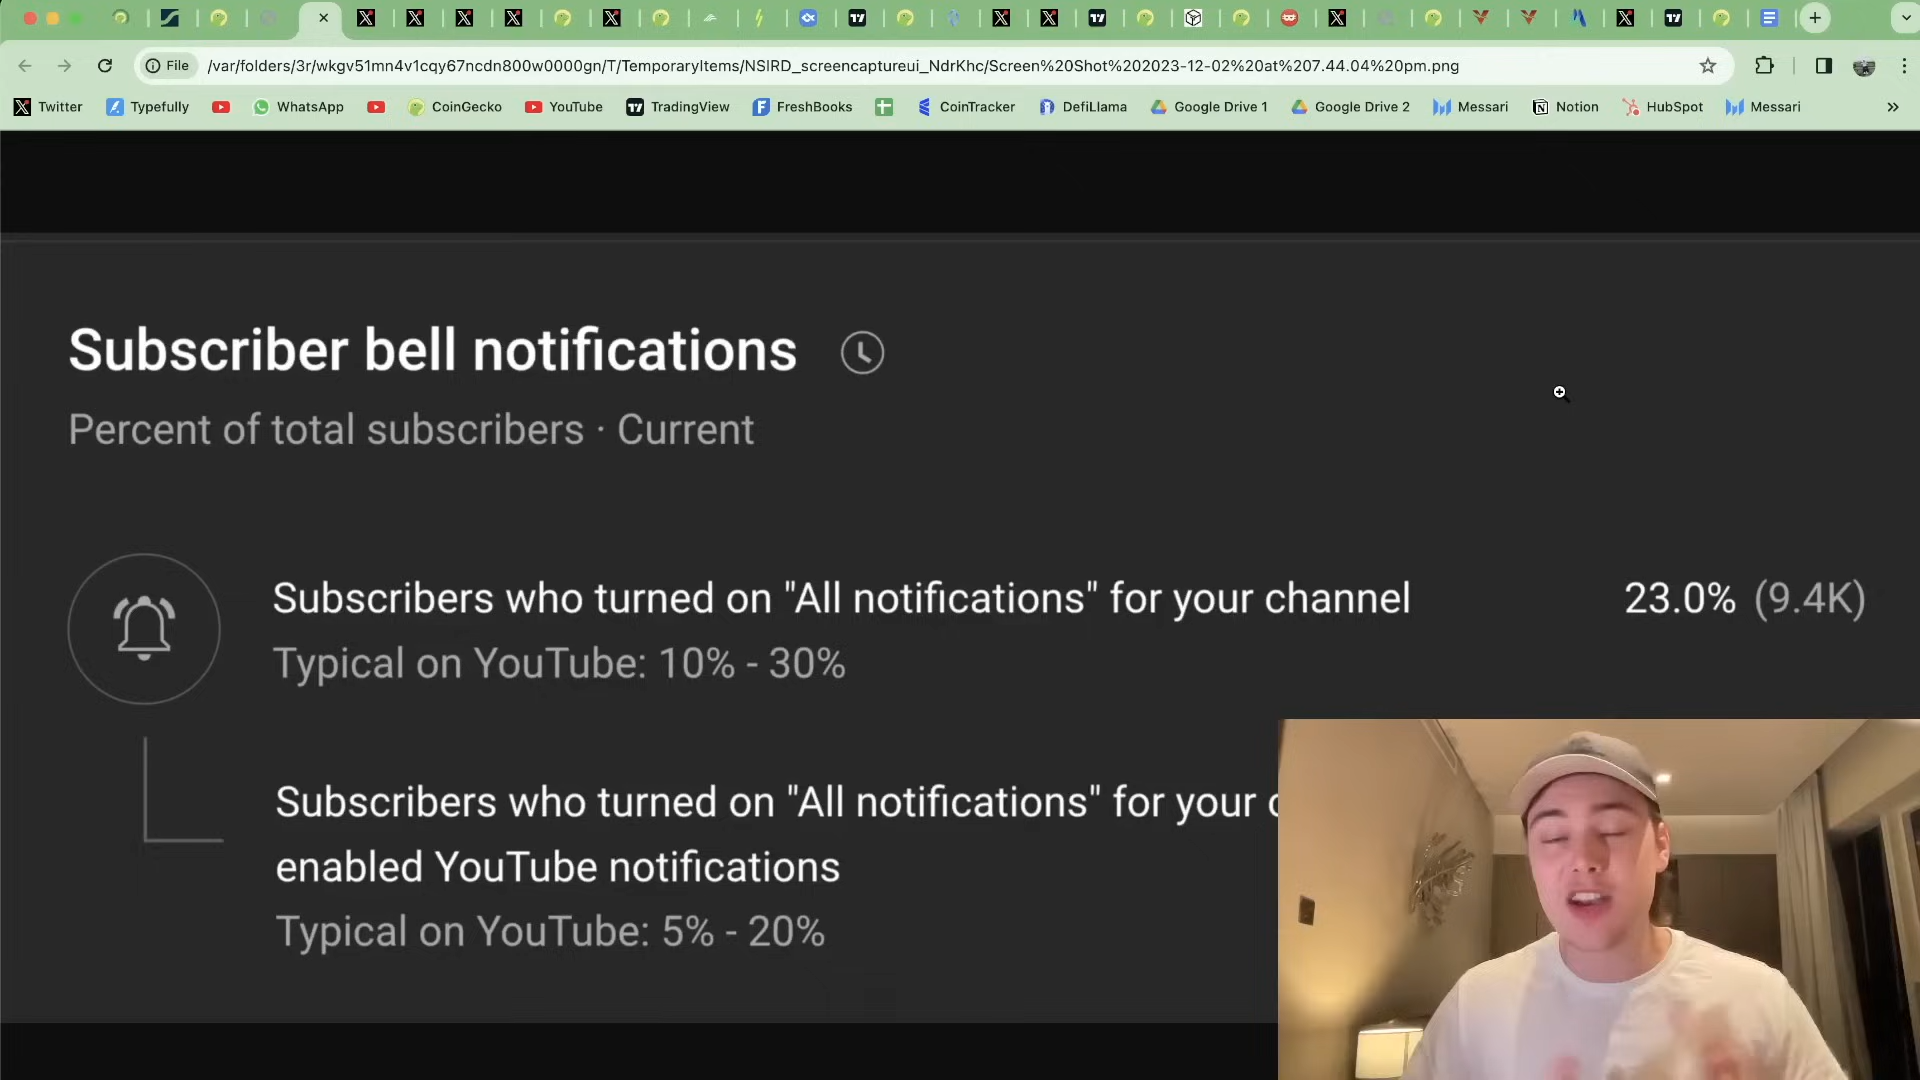 File /var/folders/3r/wkgv51mn4v1cqy67ncdn800w0000gn/T/TemporaryItems/NSIRD_screencaptureui_NdrKhc/Screen%20Shot%202023-12-02%20at%207.44.04%20pm.png
Twitter Typefully WhatsApp CoinGecko YouTube TradingView FreshBooks CoinTracker DefiLlama Google Drive 1 Google Drive 2 Messari Notion HubSpot Messari
Subscriber bell notifications
Percent of total subscribers · Current
Subscribers who turned on "All notifications" for your channel 23.0% (9.4K)
Typical on YouTube: 10% - 30%
Subscribers who turned on "All notifications" for your
enabled YouTube notifications
Typical on YouTube: 5% - 20%